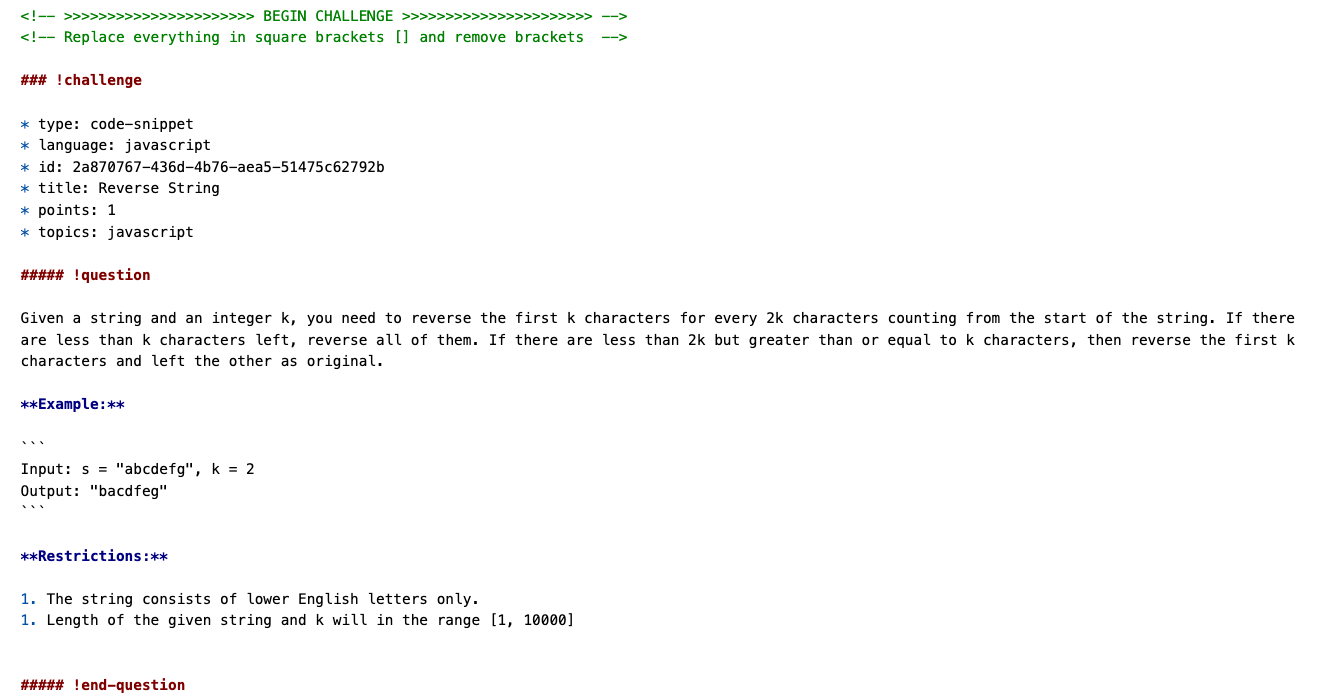 <!-- >>>>>>>>>>>>>>>>>>>>>> BEGIN CHALLENGE >>>>>>>>>>>>>>>>>>>>>> -->
<!-- Replace everything in square brackets [] and remove brackets  -->
### !challenge
* type: code-snippet
* language: javascript
* id: 2a870767-436d-4b76-aea5-51475c62792b
* title: Reverse String
* points: 1
* topics: javascript
##### !question
Given a string and an integer k, you need to reverse the first k characters for every 2k characters counting from the start of the string. If there
are less than k characters left, reverse all of them. If there are less than 2k but greater than or equal to k characters, then reverse the first k
characters and left the other as original.
**Example:**
```
Input: s = "abcdefg", k = 2
Output: "bacdfeg"
```
**Restrictions:**
1. The string consists of lower English letters only.
1. Length of the given string and k will in the range [1, 10000]
##### !end-question